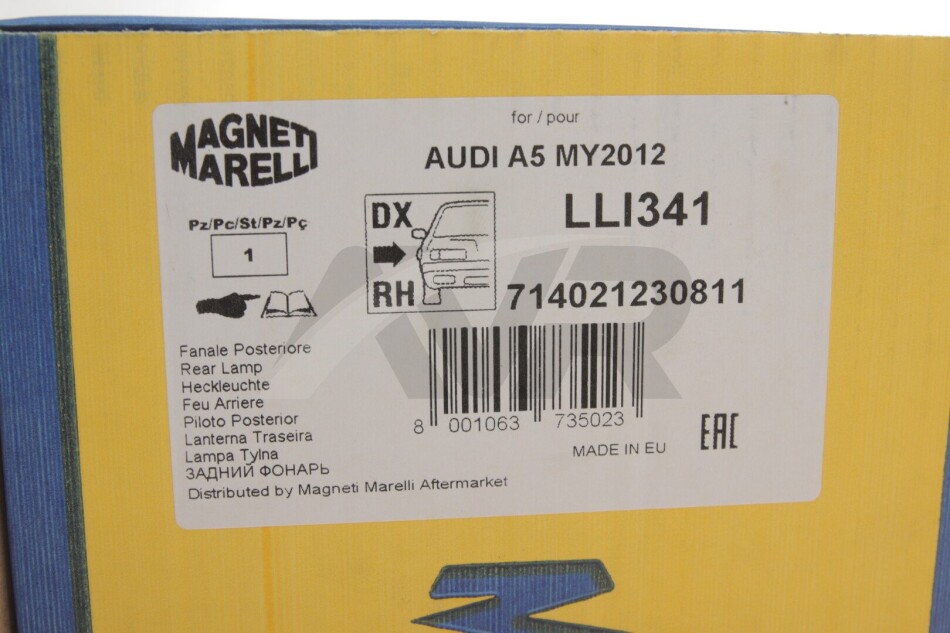 for / pour
MAGNETI
MARELLI
AUDI A5 MY2012
LLI341
Pz/Pc/St/Pz/Pç
1
DX
RH
714021230811
AVR
Fanale Posteriore
Rear Lamp
Heckleuchte
Feu Arriere
Piloto Posterior
Lanterna Traseira
Lampa Tylna
ЗАДНИЙ ФОНАРЬ
8 001063 735023
MADE IN EU
EAC
Distributed by Magneti Marelli Aftermarket